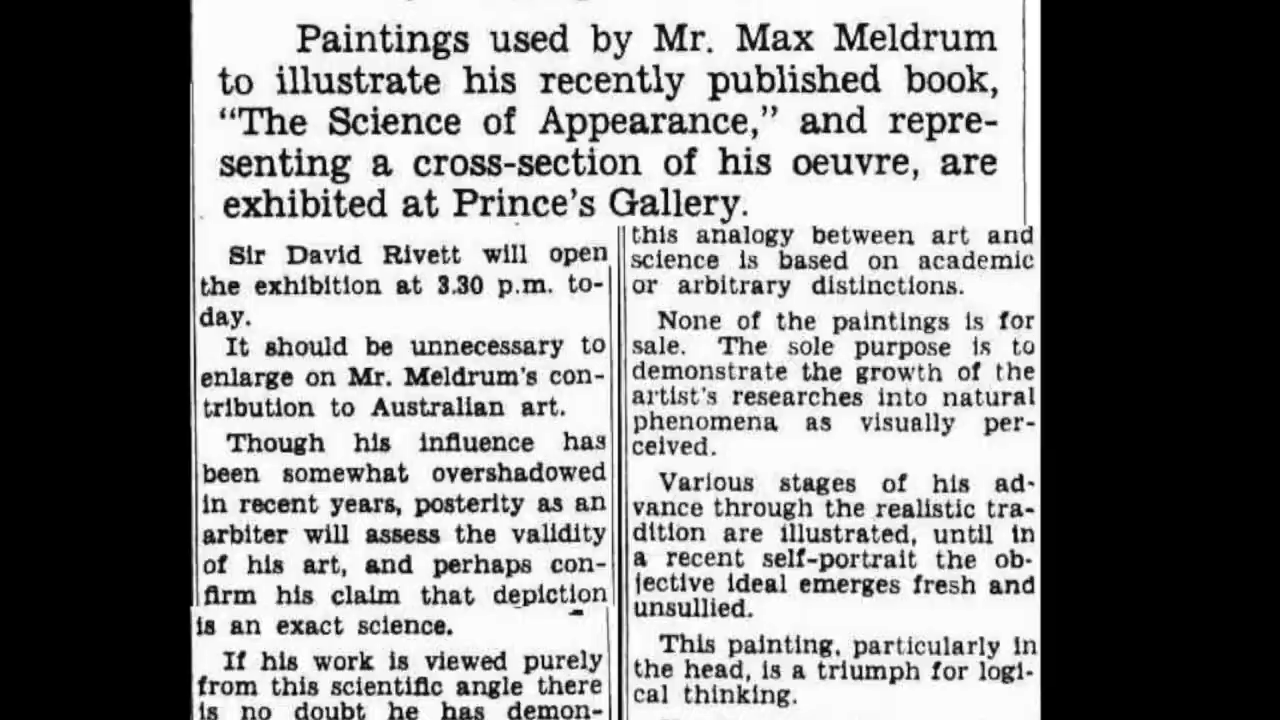 Paintings used by Mr. Max Meldrum
to illustrate his recently published book,
“The Science of Appearance,” and repre-
senting a cross-section of his oeuvre, are
exhibited at Prince’s Gallery.
Sir David Rivett will open
the exhibition at 3.30 p.m. to-
day.
It should be unnecessary to
enlarge on Mr. Meldrum’s con-
tribution to Australian art.
Though his influence has
been somewhat overshadowed
in recent years, posterity as an
arbiter will assess the validity
of his art, and perhaps con-
firm his claim that depiction
is an exact science.
If his work is viewed purely
from this scientific angle there
is no doubt he has demon-
this analogy between art and
science is based on academic
or arbitrary distinctions.
None of the paintings is for
sale. The sole purpose is to
demonstrate the growth of the
artist’s researches into natural
phenomena as visually per-
ceived.
Various stages of his ad-
vance through the realistic tra-
dition are illustrated, until in
a recent self-portrait the ob-
jective ideal emerges fresh and
unsullied.
This painting, particularly in
the head, is a triumph for logi-
cal thinking.